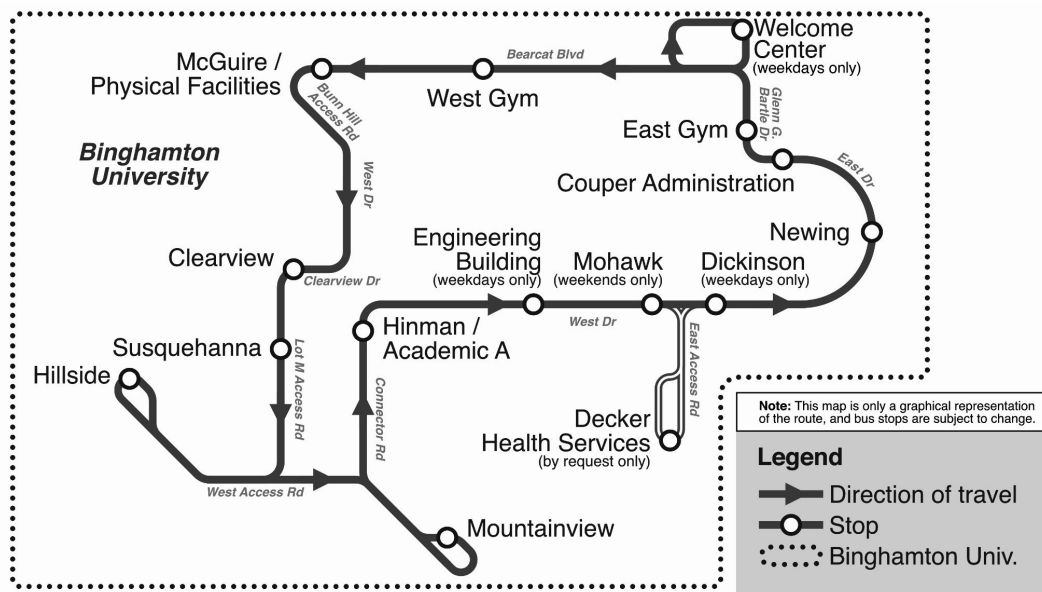 Welcome
Center
(weekdays only)
Bearcat Blvd
McGuire /
Physical Facilities
West Gym
Glenn G.
Bartle Dr
Bunn Hill
Access Rd
East Gym
Binghamton
University
Couper Administration
East Dr
West Dr
Newing
Clearview
Clearview Dr
Engineering
Building
(weekdays only)
Mohawk
(weekends only)
Dickinson
(weekdays only)
West Dr
Hinman /
Academic A
Susquehanna
Lot M Access Rd
East Access Rd
Hillside
Connector Rd
Decker
Health Services
(by request only)
West Access Rd
Mountainview
Note: This map is only a graphical representation
of the route, and bus stops are subject to change.
Legend
Direction of travel
Stop
Binghamton Univ.